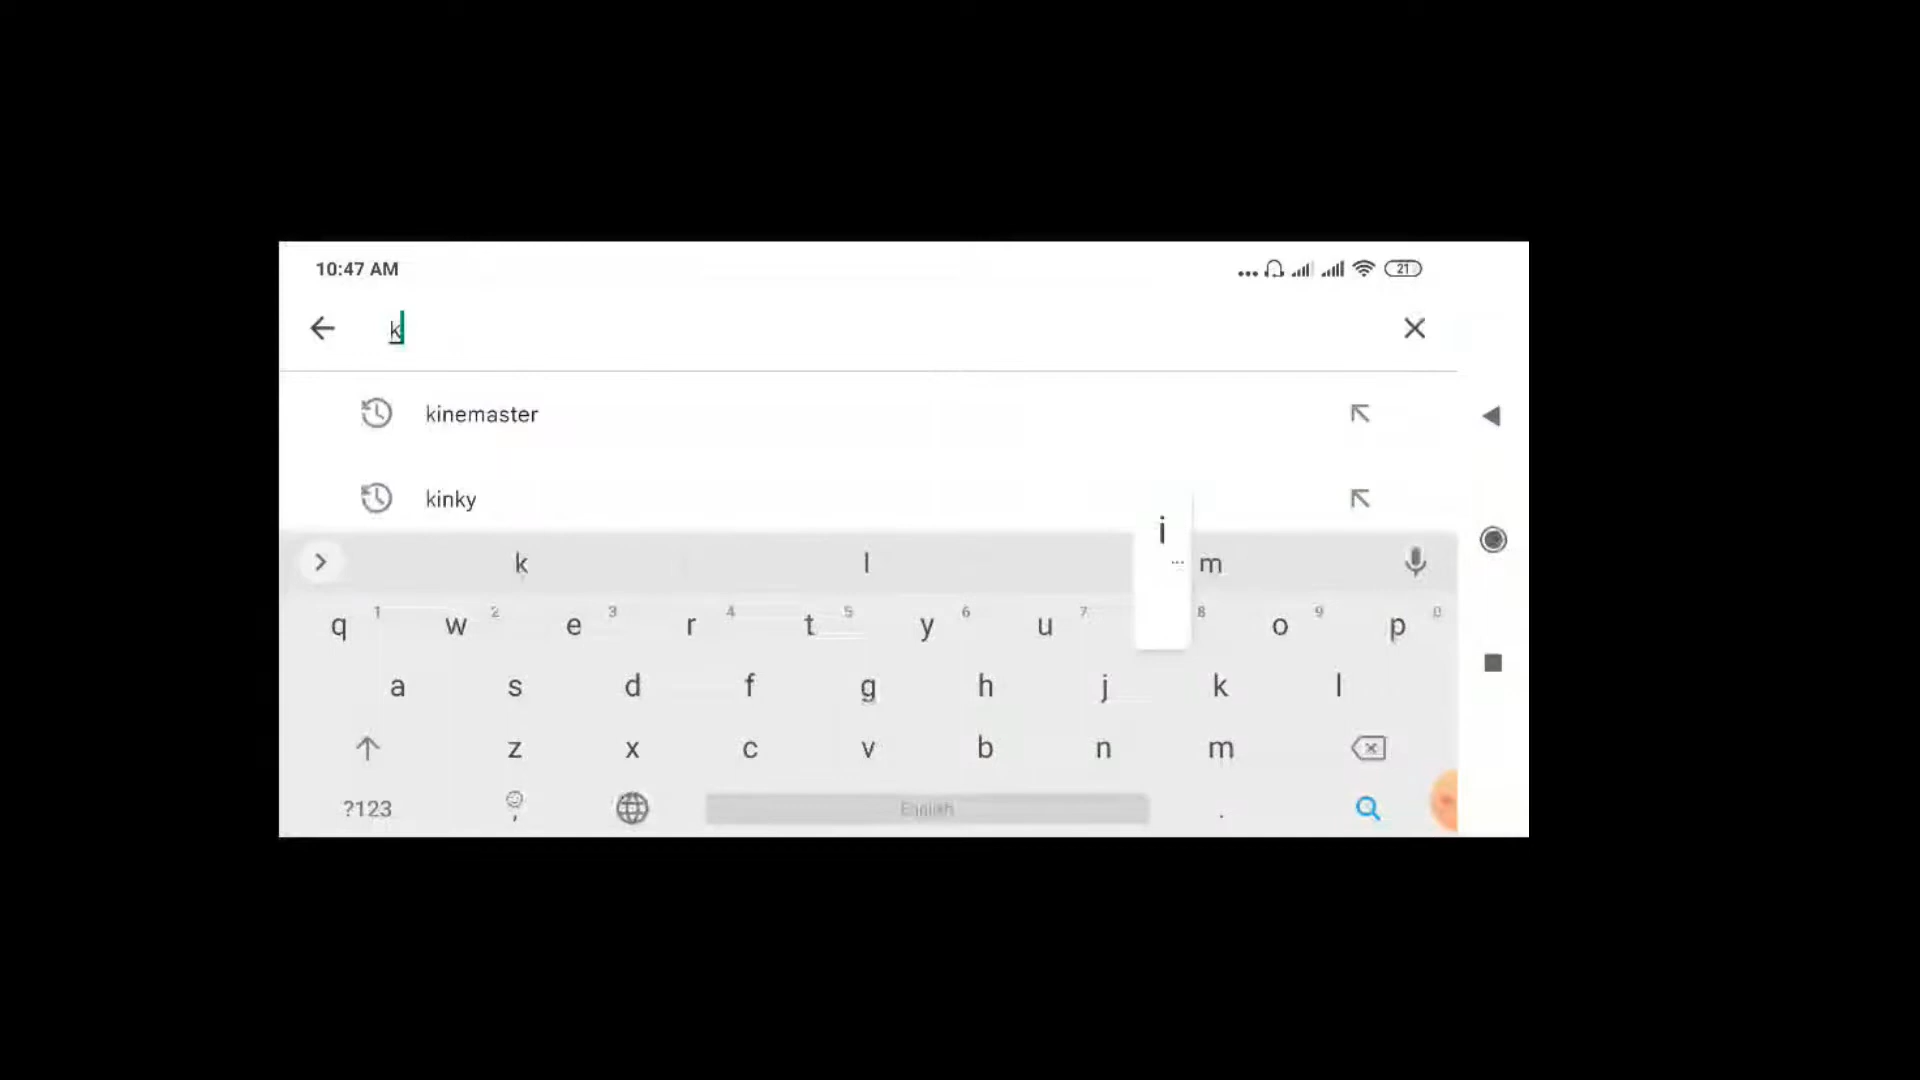 10:47 AM
21
k
kinemaster
kinky
i
k l m
1 2 3 4 5 6 7 8 9 0
q w e r t y u o p
a s d f g h j k l
z x c v b n m
?123 , English .